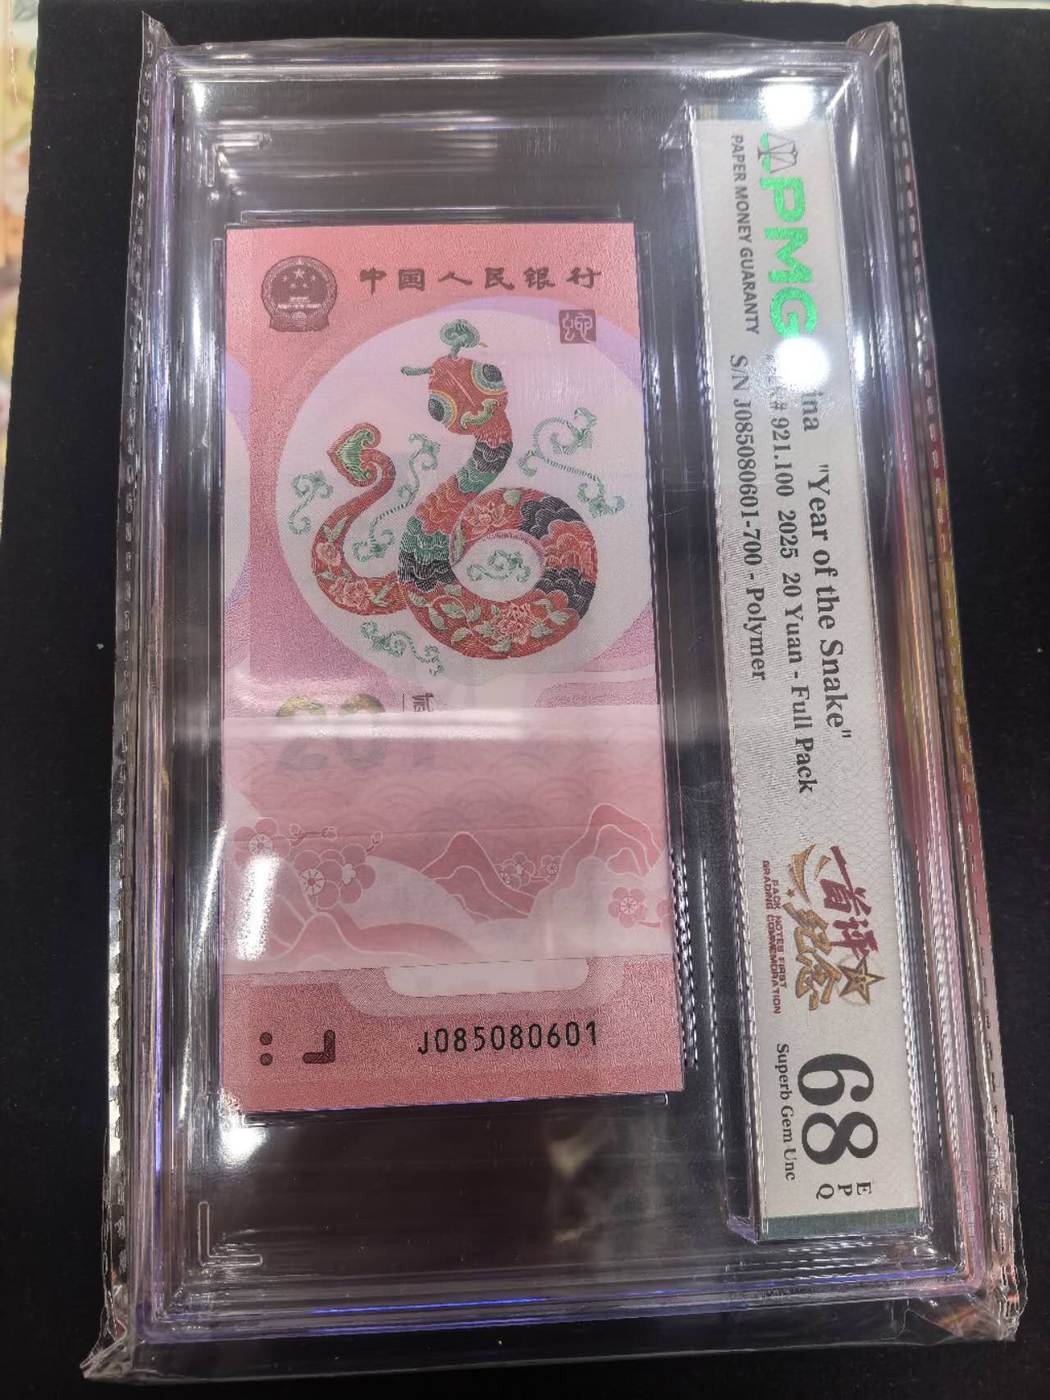 中国人民银行
J085080601
PMG
PAPER MONEY GUARANTY
ina
"Year of the Snake"
# 921.100 2025 20 Yuan - Full Pack
S/N J085080601-700 - Polymer
首评
纪念
PACK NOTES FIRST
GRADING COMMEMORATION
68
EPQ
Superb Gem Unc